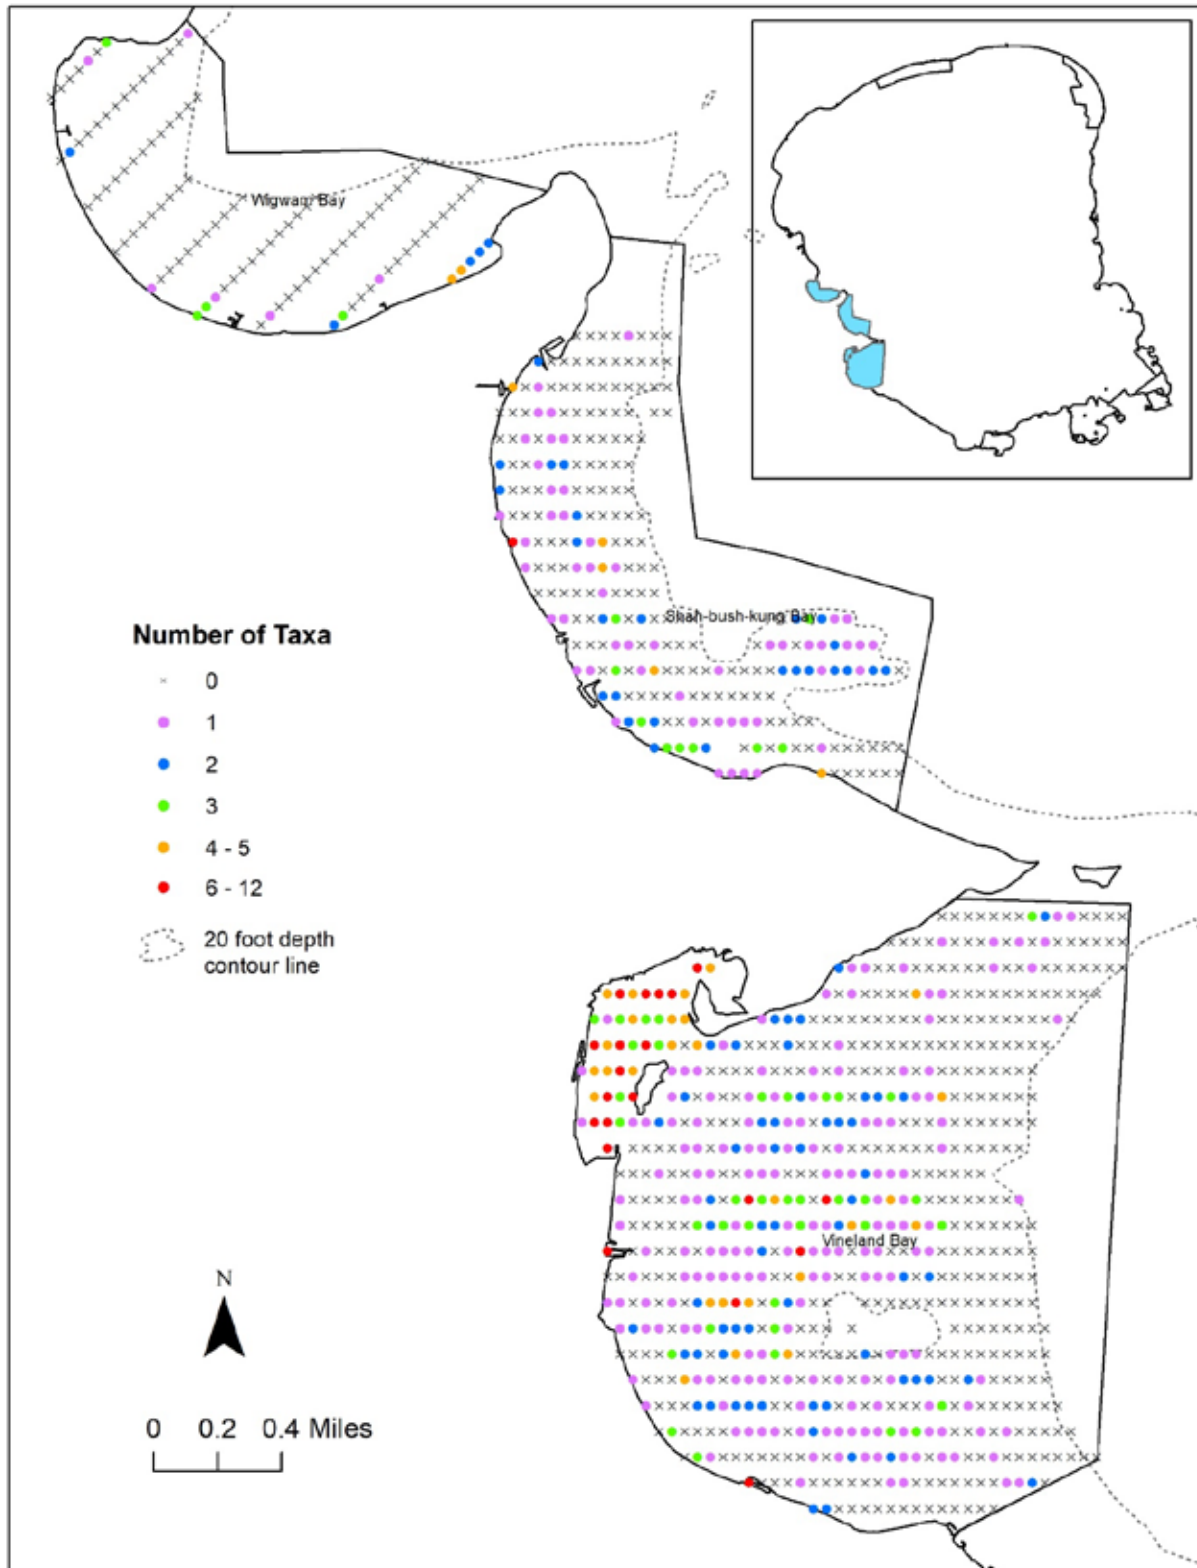 Wigwam Bay
Shah-bush-kung Bay
Number of Taxa
0
1
2
3
4 - 5
6 - 12
20 foot depth
contour line
Vineland Bay
N
0 0.2 0.4 Miles